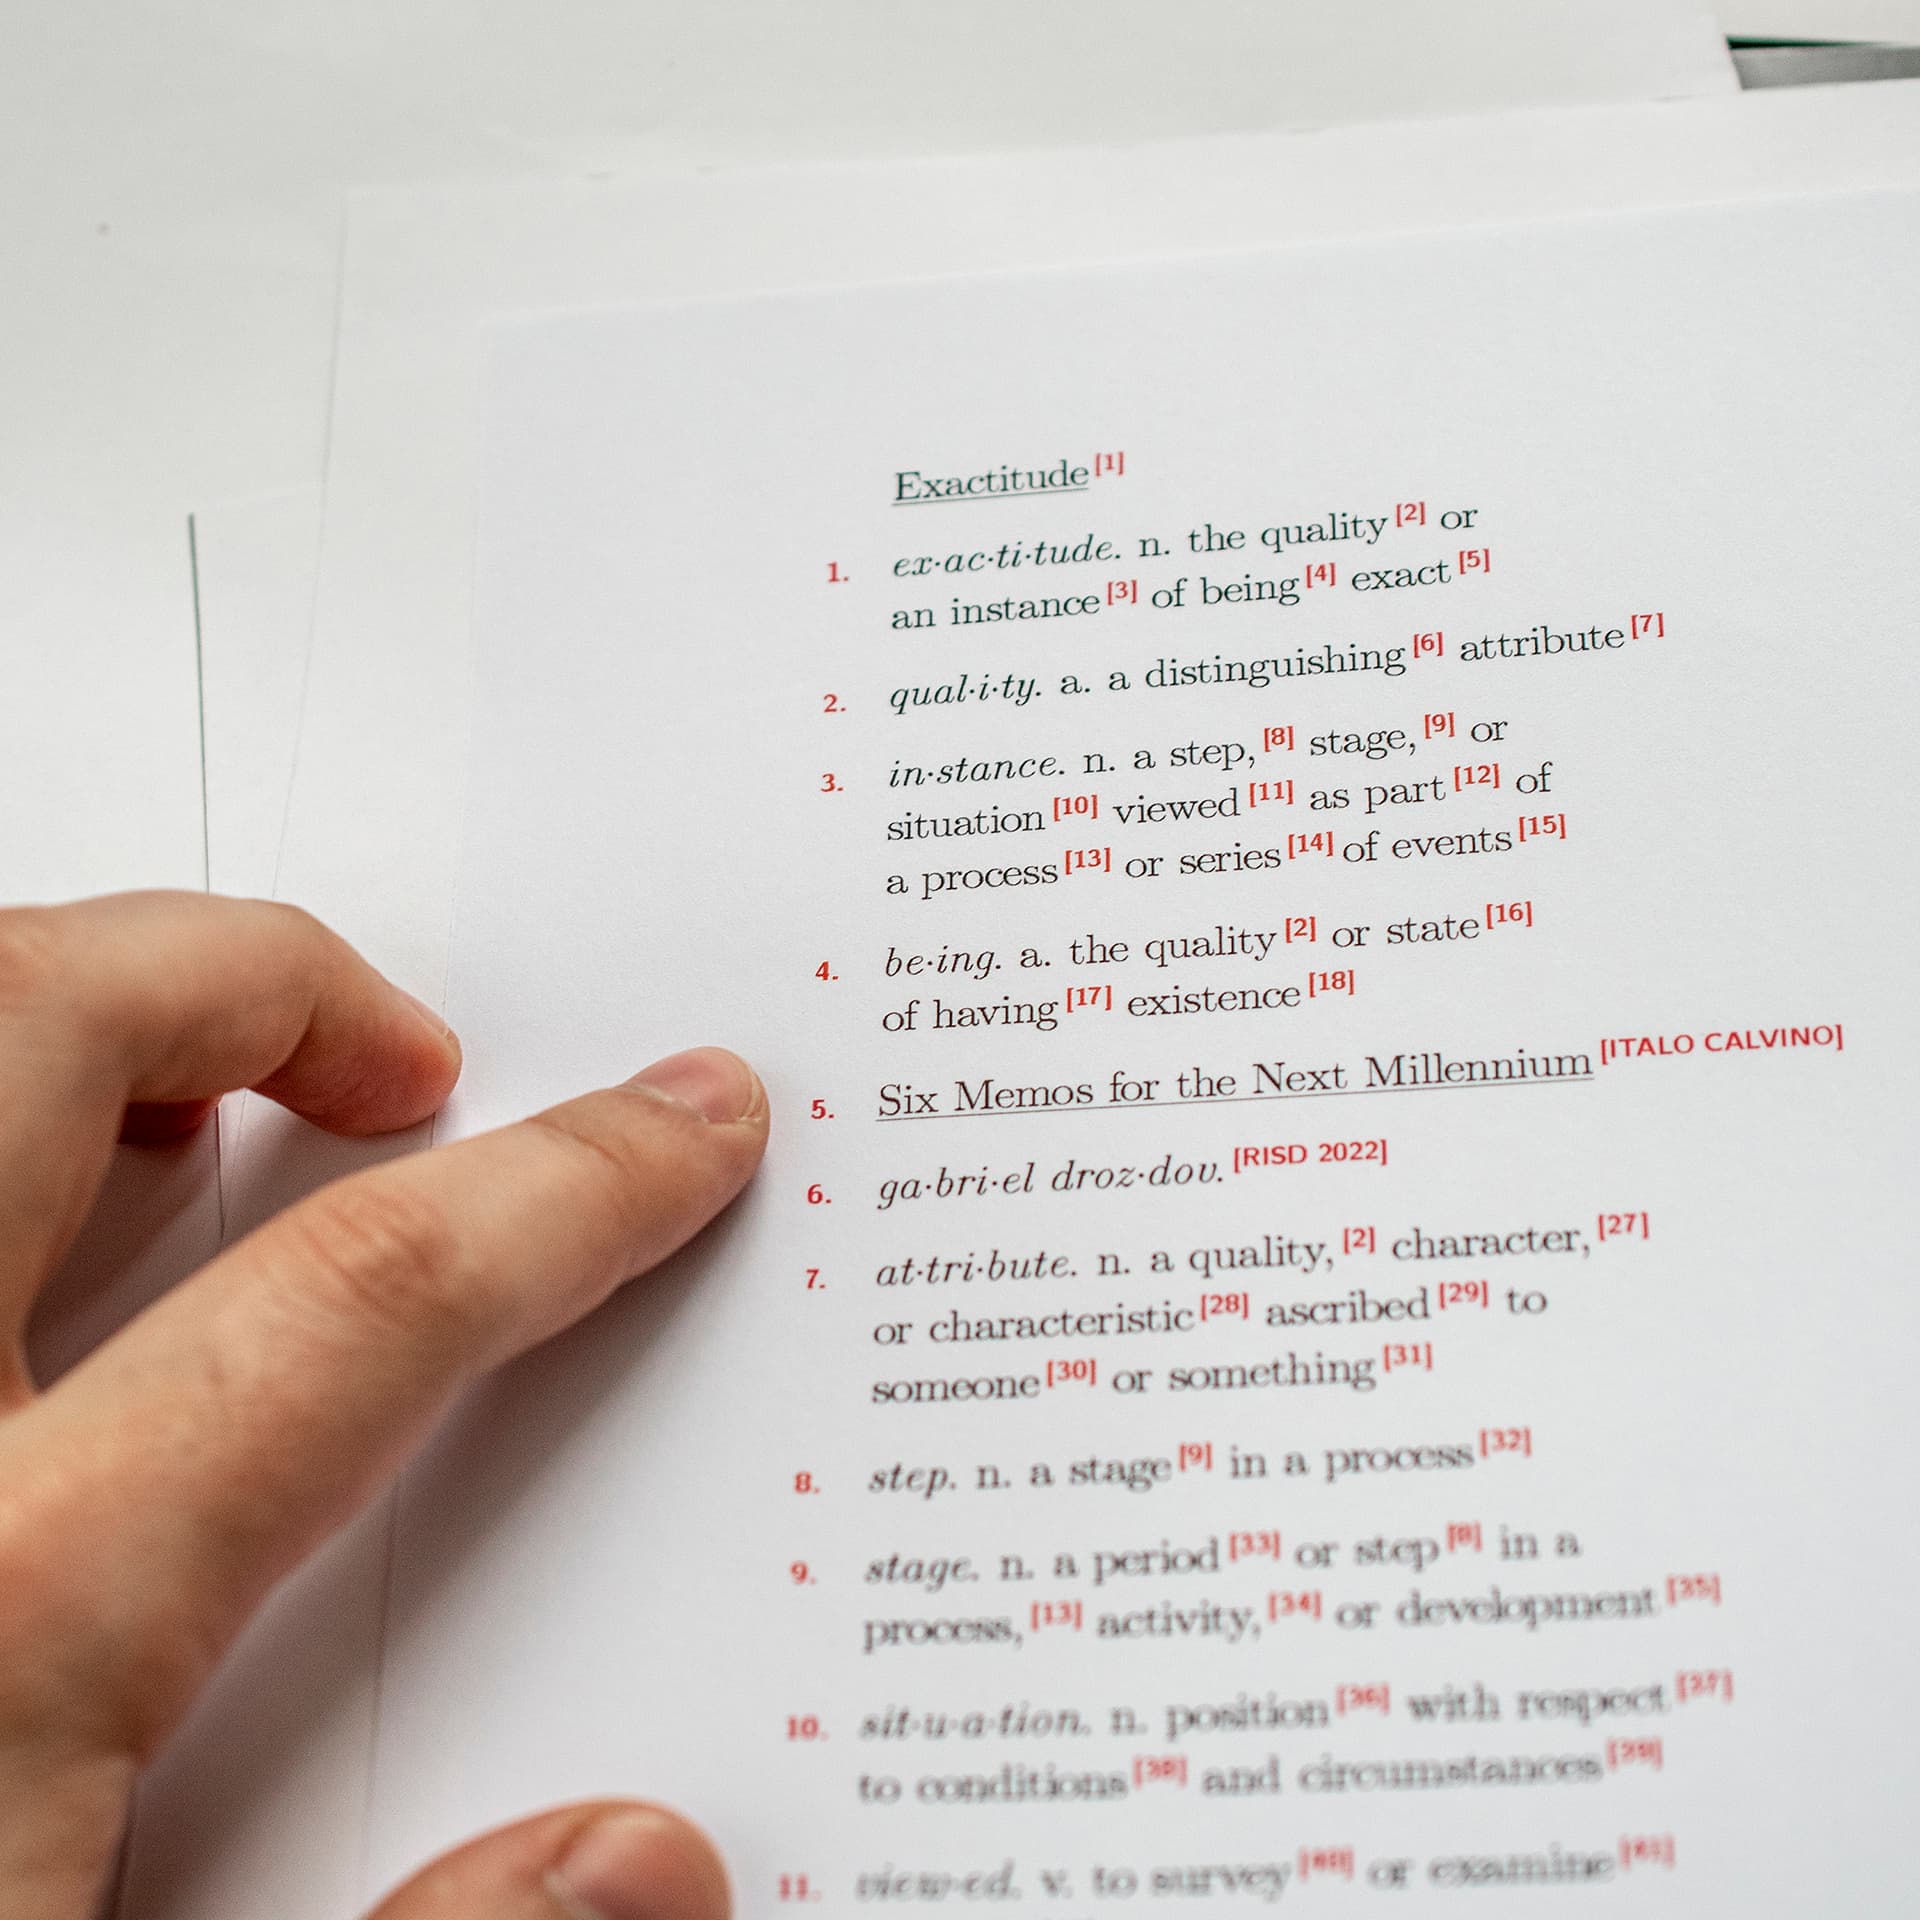 Exactitude[1]
1. ex·ac·ti·tude. n. the quality[2] or
an instance[3] of being[4] exact[5]
2. qual·i·ty. a. a distinguishing[6] attribute[7]
3. in·stance. n. a step,[8] stage,[9] or
situation[10] viewed[11] as part[12] of
a process[13] or series[14] of events[15]
4. be·ing. a. the quality[2] or state[16]
of having[17] existence[18]
5. Six Memos for the Next Millennium[ITALO CALVINO]
6. ga·bri·el droz·dov.[RISD 2022]
7. at·tri·bute. n. a quality,[2] character,[27]
or characteristic[28] ascribed[29] to
someone[30] or something[31]
8. step. n. a stage[9] in a process[32]
9. stage. n. a period[33] or step[8] in a
process,[13] activity,[34] or development[35]
10. sit·u·a·tion. n. position[36] with respect[37]
to conditions[38] and circumstances[39]
11. view·ed. v. to survey[40] or examine[41]